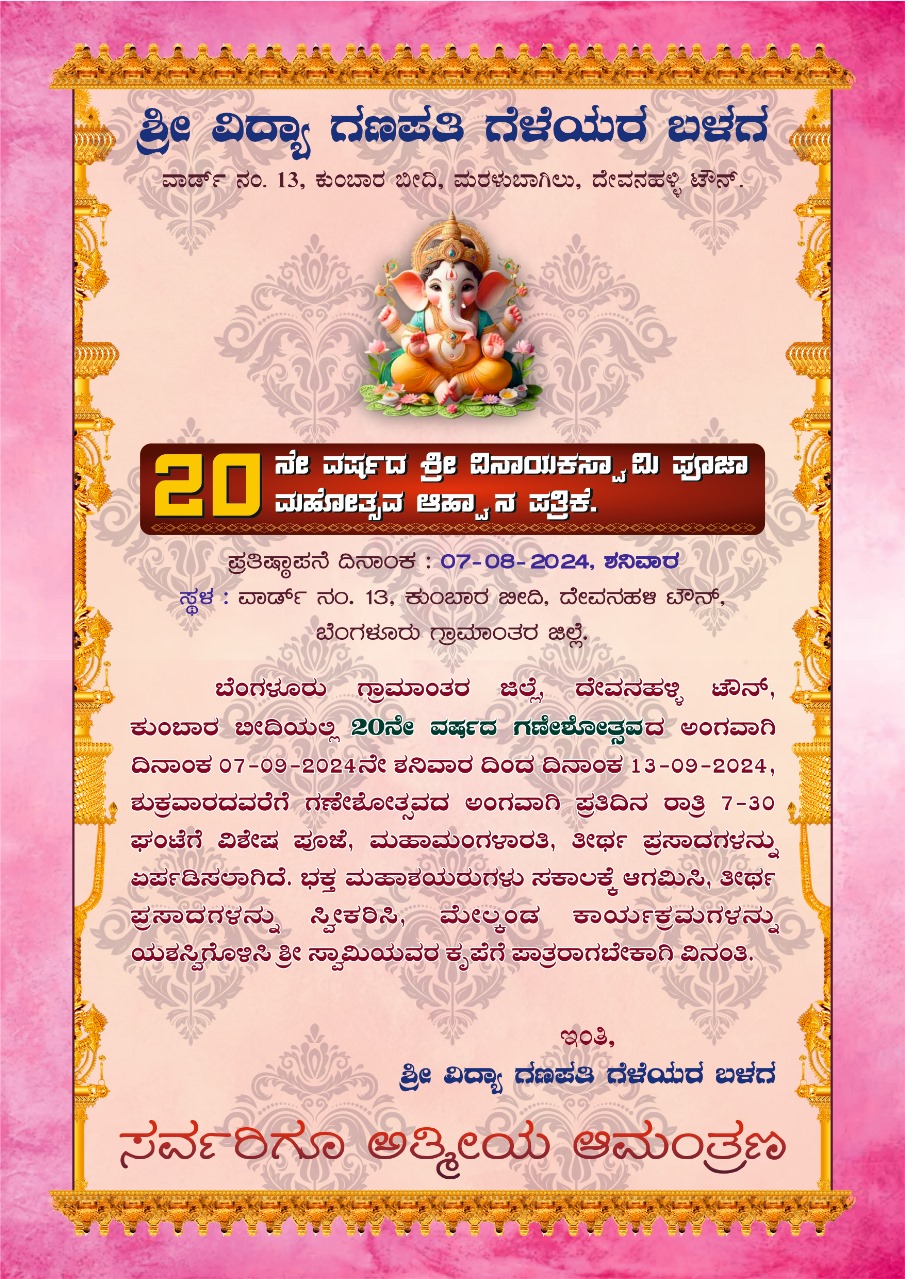 ಶ್ರೀ ವಿದ್ಯಾ ಗಣಪತಿ ಗೆಳೆಯರ ಬಳಗ
ವಾರ್ಡ್ ನಂ. 13, ಕುಂಬಾರ ಬೀದಿ, ಮರಳುಬಾಗಿಲು, ದೇವನಹಳ್ಳಿ ಟೌನ್.
20 ನೇ ವರ್ಷದ ಶ್ರೀ ವಿನಾಯಕಸ್ವಾಮಿ ಪೂಜಾ
ಮಹೋತ್ಸವ ಆಹ್ವಾನ ಪತ್ರಿಕೆ.
ಪ್ರತಿಷ್ಠಾಪನೆ ದಿನಾಂಕ : 07-08-2024, ಶನಿವಾರ
ಸ್ಥಳ : ವಾರ್ಡ್ ನಂ. 13, ಕುಂಬಾರ ಬೀದಿ, ದೇವನಹಳಿ ಟೌನ್,
ಬೆಂಗಳೂರು ಗ್ರಾಮಾಂತರ ಜಿಲ್ಲೆ.
ಬೆಂಗಳೂರು ಗ್ರಾಮಾಂತರ ಜಿಲ್ಲೆ, ದೇವನಹಳ್ಳಿ ಟೌನ್,
ಕುಂಬಾರ ಬೀದಿಯಲ್ಲಿ 20ನೇ ವರ್ಷದ ಗಣೇಶೋತ್ಸವದ ಅಂಗವಾಗಿ
ದಿನಾಂಕ 07-09-2024ನೇ ಶನಿವಾರ ದಿಂದ ದಿನಾಂಕ 13-09-2024,
ಶುಕ್ರವಾರದವರೆಗೆ ಗಣೇಶೋತ್ಸವದ ಅಂಗವಾಗಿ ಪ್ರತಿದಿನ ರಾತ್ರಿ 7-30
ಘಂಟೆಗೆ ವಿಶೇಷ ಪೂಜೆ, ಮಹಾಮಂಗಳಾರತಿ, ತೀರ್ಥ ಪ್ರಸಾದಗಳನ್ನು
ಏರ್ಪಡಿಸಲಾಗಿದೆ. ಭಕ್ತ ಮಹಾಶಯರುಗಳು ಸಕಾಲಕ್ಕೆ ಆಗಮಿಸಿ, ತೀರ್ಥ
ಪ್ರಸಾದಗಳನ್ನು ಸ್ವೀಕರಿಸಿ, ಮೇಲ್ಕಂಡ ಕಾರ್ಯಕ್ರಮಗಳನ್ನು
ಯಶಸ್ವಿಗೊಳಿಸಿ ಶ್ರೀ ಸ್ವಾಮಿಯವರ ಕೃಪೆಗೆ ಪಾತ್ರರಾಗಬೇಕಾಗಿ ವಿನಂತಿ.
ಇಂತಿ,
ಶ್ರೀ ವಿದ್ಯಾ ಗಣಪತಿ ಗೆಳೆಯರ ಬಳಗ
ಸರ್ವರಿಗೂ ಅತ್ಮೀಯ ಆಮಂತ್ರಣ